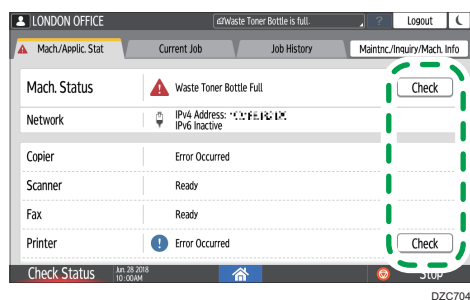 LONDON OFFICE
Waste Toner Bottle is full.
?
Logout
Mach./Applic. Stat
Current Job
Job History
Maintnc./Inquiry/Mach. Info
Mach. Status
Waste Toner Bottle Full
Check
Network
IPv4 Address:
IPv6 Inactive
Copier
Error Occurred
Scanner
Ready
Fax
Ready
Printer
Error Occurred
Check
Check Status
Jun. 28 2018
10:00AM
Stop
DZC704